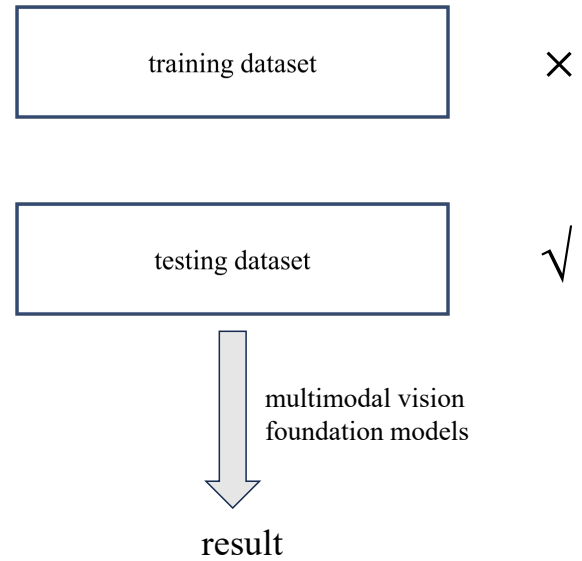 training dataset
×
testing dataset
√
multimodal vision
foundation models
result